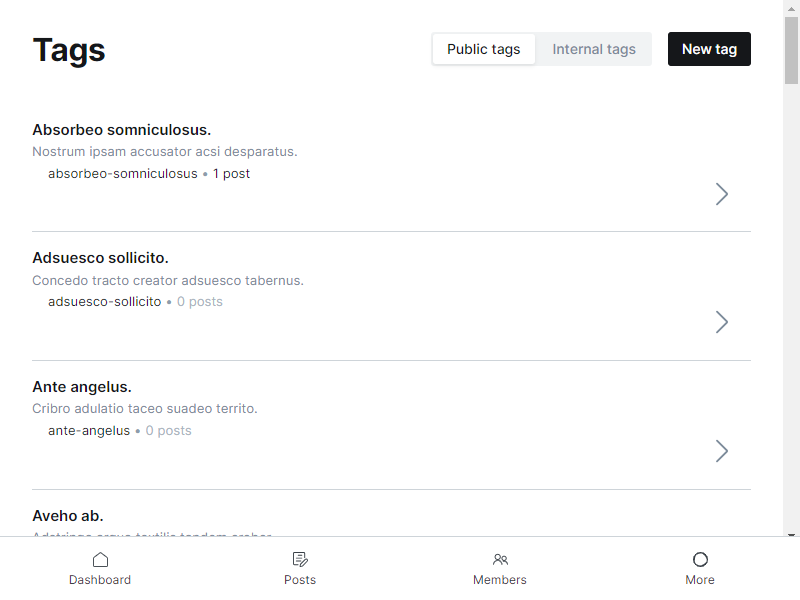 Tags
Public tags
Internal tags
New tag
Absorbeo somniculosus.
Nostrum ipsam accusator acsi desparatus.
absorbeo-somniculosus • 1 post
Adsuesco sollicito.
Concedo tracto creator adsuesco tabernus.
adsuesco-sollicito • 0 posts
Ante angelus.
Cribro adulatio taceo suadeo territo.
ante-angelus • 0 posts
Aveho ab.
Dashboard
Posts
Members
More